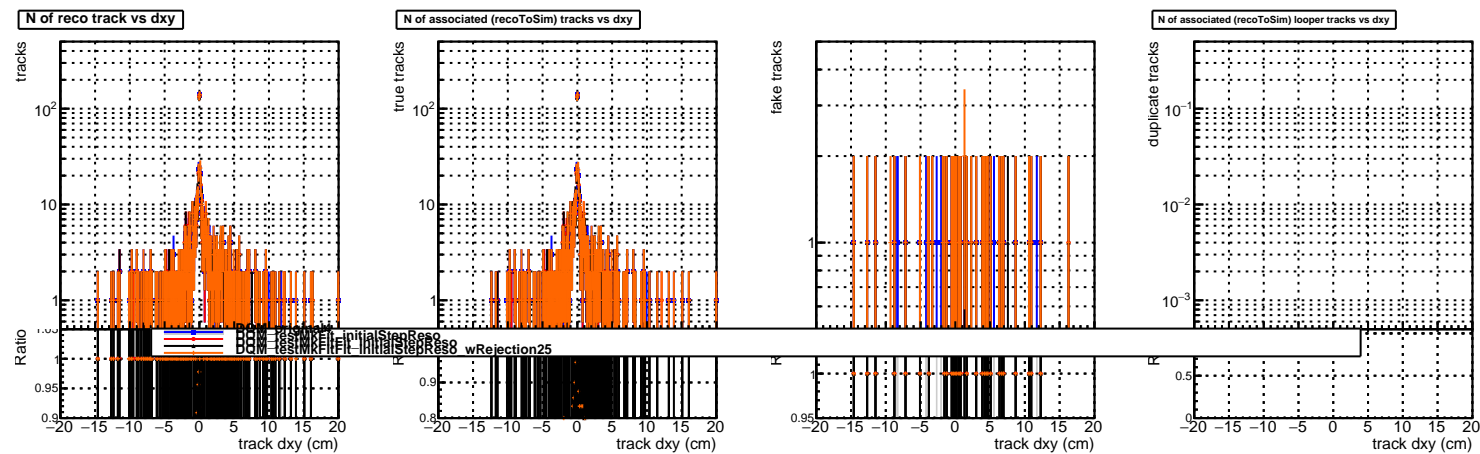 N of reco track vs dxy
N of associated (recoToSim) tracks vs dxy
N of associated (recoToSim) looper tracks vs dxy
tracks
10²
10
1
Ratio
1
0.95
0.9
−20 −15 −10 −5 0 5 10 15 20
track dxy (cm)
true tracks
10²
10
1
0.9
0.8
−20 −15 −10 −5 0 5 10 15 20
track dxy (cm)
fake tracks
1
1
0.95
−20 −15 −10 −5 0 5 10 15 20
track dxy (cm)
duplicate tracks
10⁻¹
10⁻²
10⁻³
0.5
0
−20 −15 −10 −5 0 5 10 15 20
track dxy (cm)
DQM_testMkFitFit_initialStepReso_wRejection25